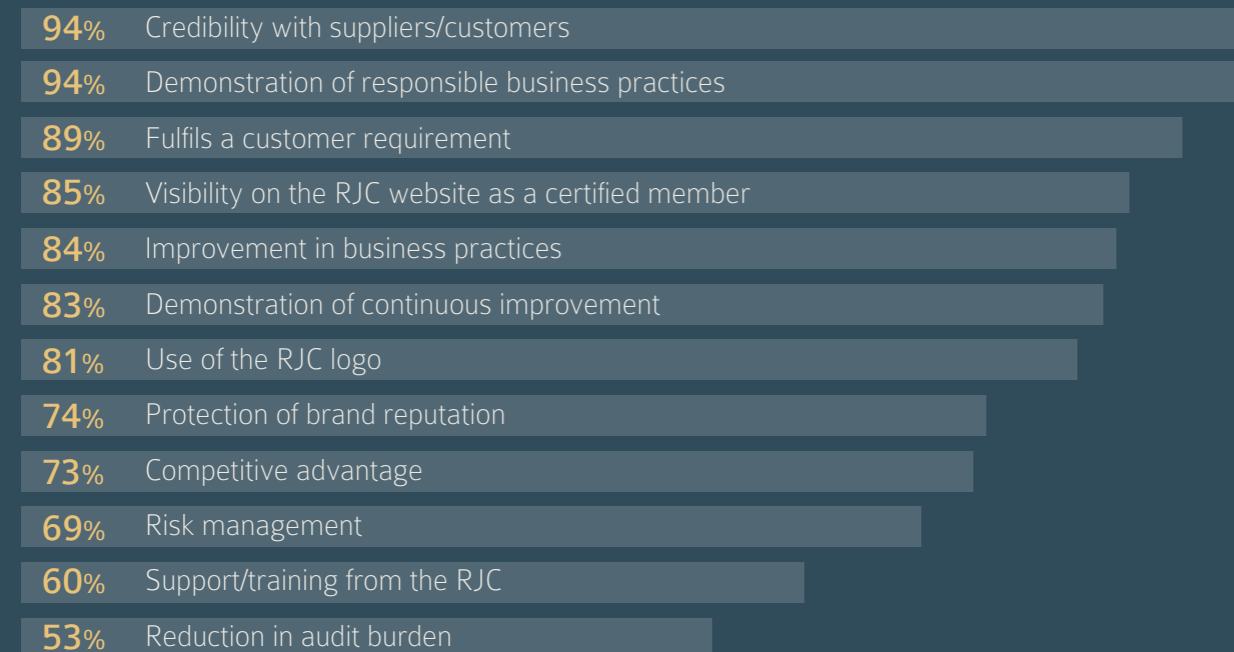 94% Credibility with suppliers/customers
94% Demonstration of responsible business practices
89% Fulfils a customer requirement
85% Visibility on the RJC website as a certified member
84% Improvement in business practices
83% Demonstration of continuous improvement
81% Use of the RJC logo
74% Protection of brand reputation
73% Competitive advantage
69% Risk management
60% Support/training from the RJC
53% Reduction in audit burden